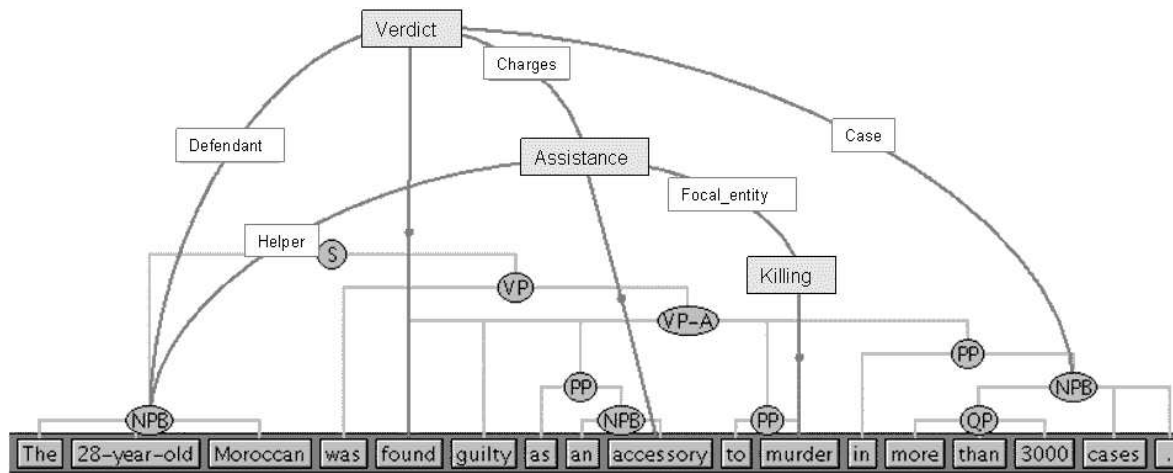 Verdict
Charges
Defendant
Case
Assistance
Focal_entity
Helper
S
Killing
VP
VP-A
PP
PP
NPB
NPB
NPB
PP
QP
The 28-year-old Moroccan was found guilty as an accessory to murder in more than 3000 cases .